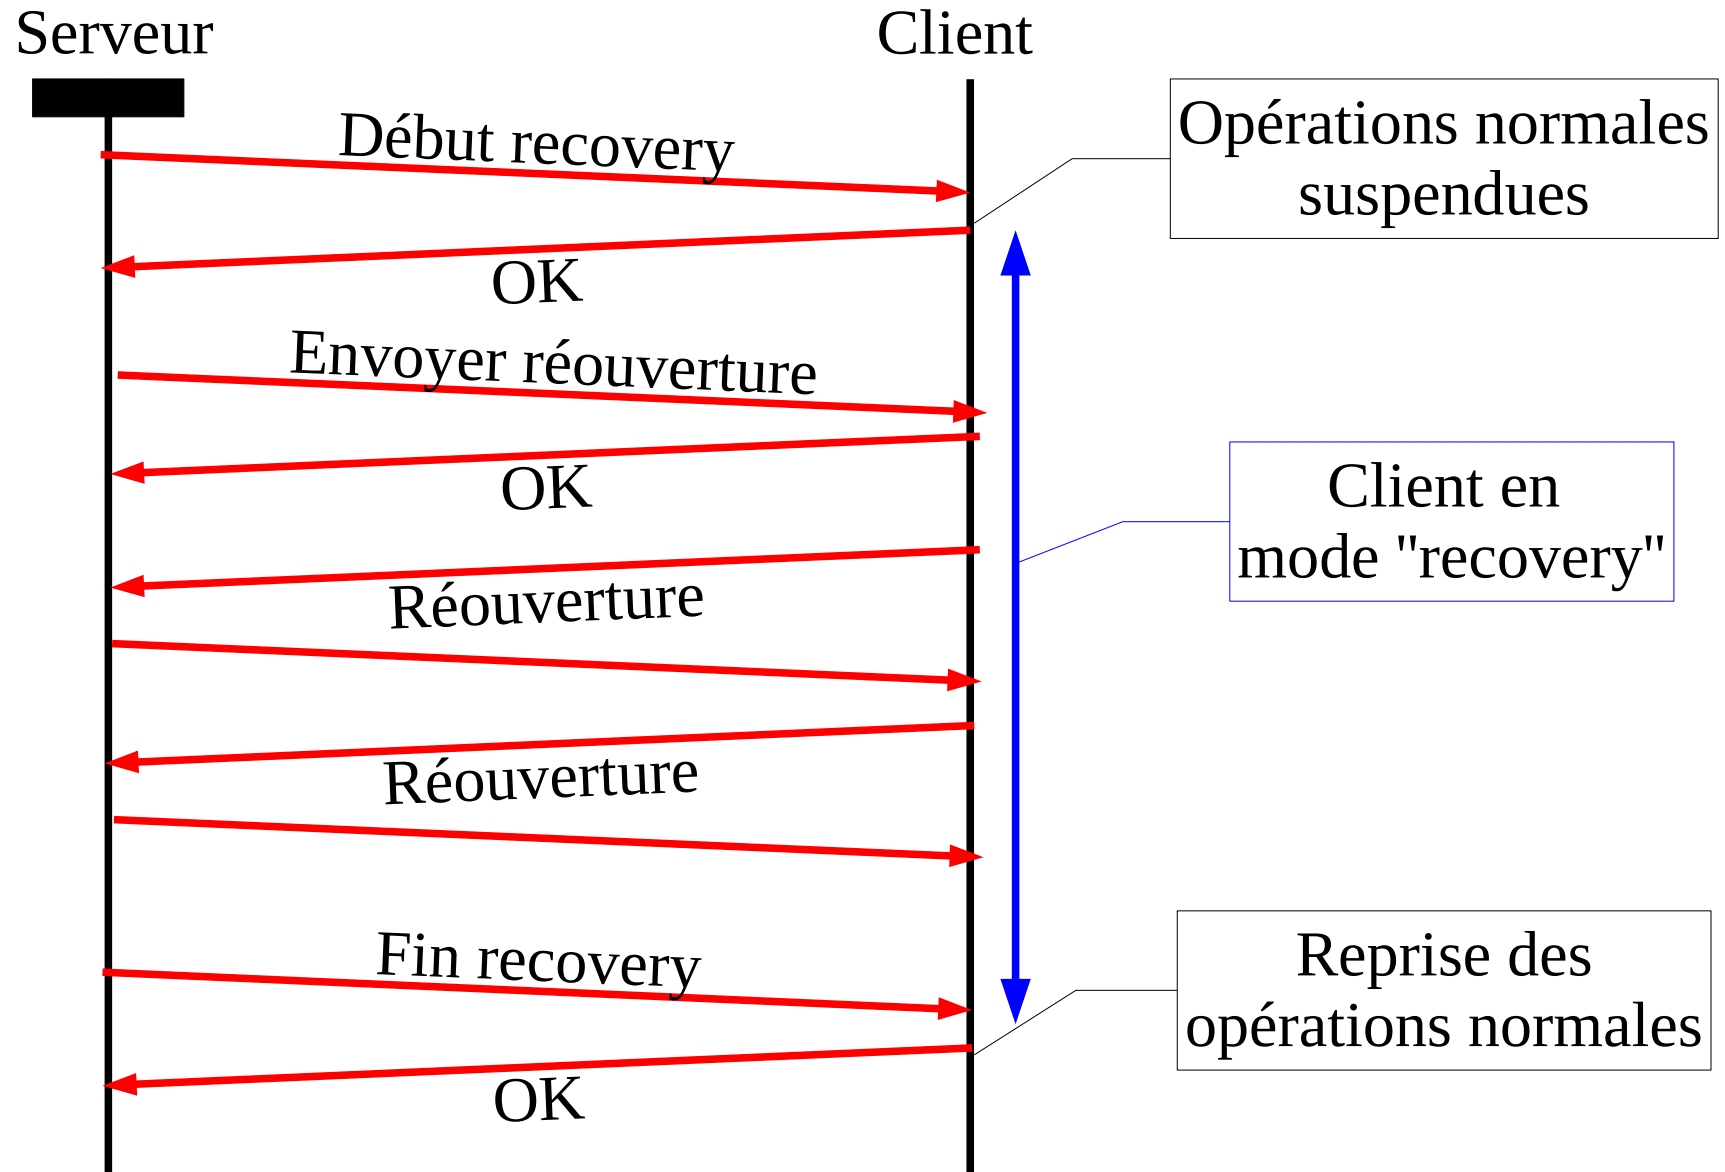 Serveur
Client
Début recovery
Opérations normales
suspendues
OK
Envoyer réouverture
OK
Client en
mode "recovery"
Réouverture
Réouverture
Fin recovery
Reprise des
opérations normales
OK